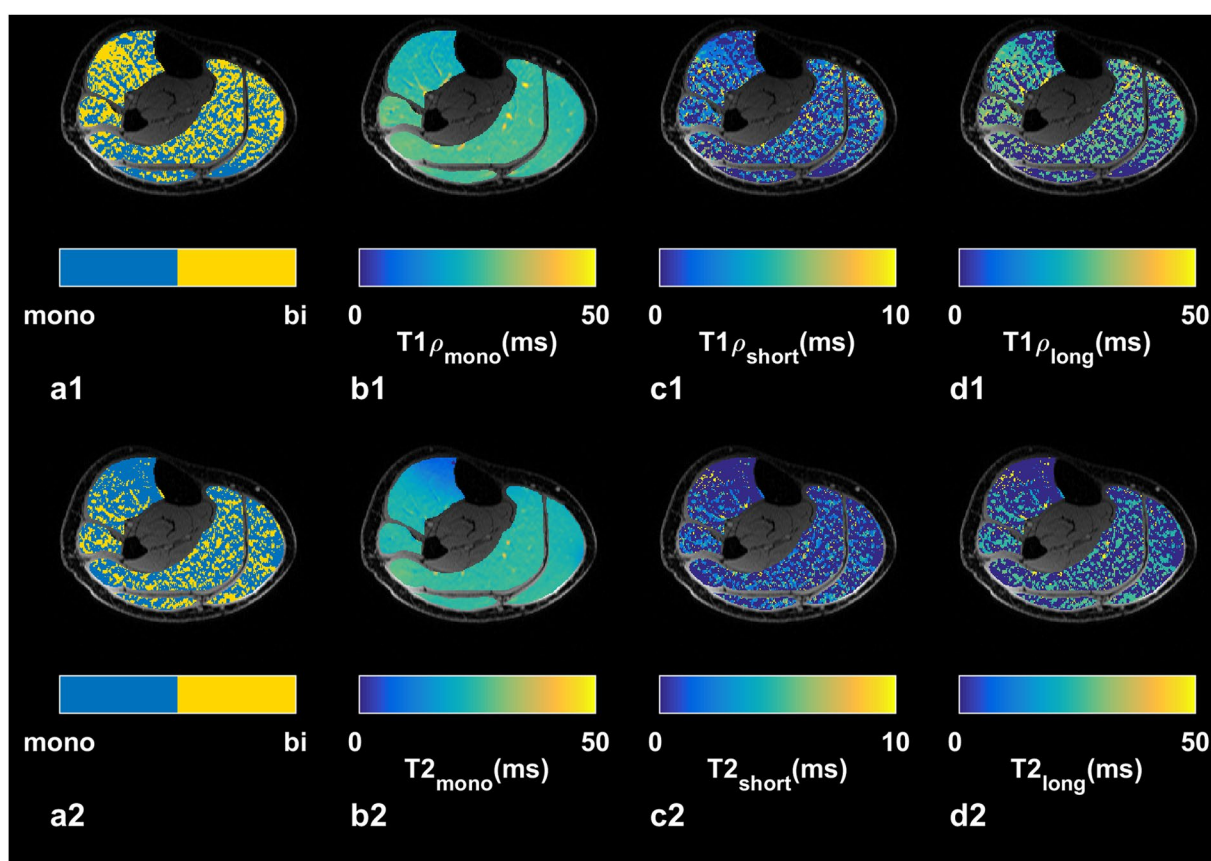 mono bi
0 50
T1ρmono(ms)
0 10
T1ρshort(ms)
0 50
T1ρlong(ms)
a1 b1 c1 d1
mono bi
0 50
T2mono(ms)
0 10
T2short(ms)
0 50
T2long(ms)
a2 b2 c2 d2